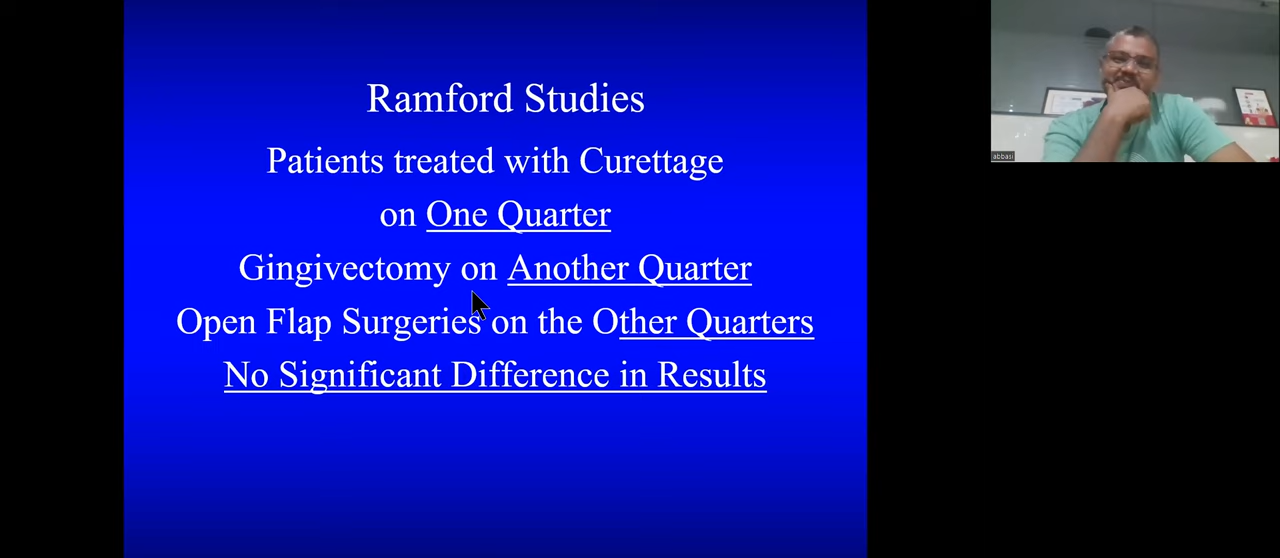 Ramford Studies
Patients treated with Curettage
on One Quarter
Gingivectomy on Another Quarter
Open Flap Surgeries on the Other Quarters
No Significant Difference in Results
abbasi